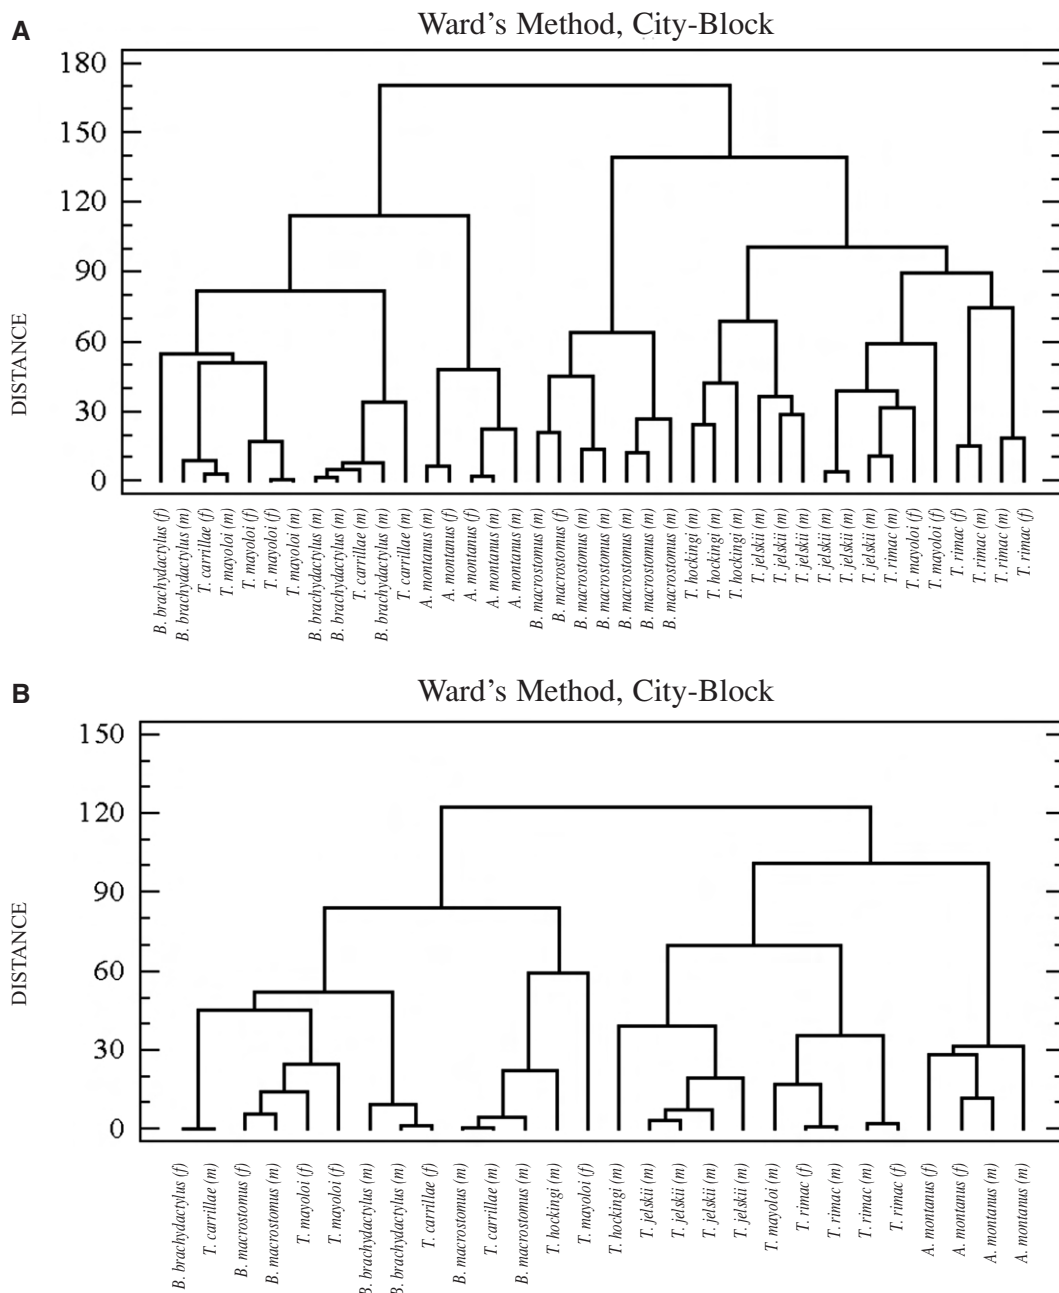 A
Ward's Method, City-Block
180
150
120
90
60
30
0
DISTANCE
B. brachydactylus (f)
B. brachydactylus (m)
T. carrillae (f)
T. mayoloi (m)
T. mayoloi (f)
T. mayoloi (f)
T. mayoloi (m)
B. brachydactylus (m)
B. brachydactylus (m)
T. carrillae (m)
B. brachydactylus (m)
T. carrillae (m)
A. montanus (m)
A. montanus (f)
A. montanus (f)
A. montanus (m)
A. montanus (m)
B. macrostomus (m)
B. macrostomus (f)
B. macrostomus (m)
B. macrostomus (m)
B. macrostomus (m)
B. macrostomus (m)
B. macrostomus (m)
T. hockingi (m)
T. hockingi (m)
T. hockingi (m)
T. jelskii (m)
T. jelskii (m)
T. jelskii (m)
T. jelskii (m)
T. jelskii (m)
T. jelskii (m)
T. rimac (m)
T. mayoloi (f)
T. mayoloi (f)
T. rimac (f)
T. rimac (m)
T. rimac (m)
T. rimac (f)
B
Ward's Method, City-Block
150
120
90
60
30
0
DISTANCE
B. brachydactylus (f)
T. carrillae (m)
B. macrostomus (f)
B. macrostomus (m)
T. mayoloi (f)
T. mayoloi (f)
B. brachydactylus (m)
B. brachydactylus (m)
T. carrillae (f)
B. macrostomus (m)
T. carrillae (m)
B. macrostomus (m)
T. hockingi (m)
T. mayoloi (f)
T. hockingi (m)
T. jelskii (m)
T. jelskii (m)
T. jelskii (m)
T. jelskii (m)
T. mayoloi (m)
T. rimac (f)
T. rimac (m)
T. rimac (m)
T. rimac (f)
A. montanus (f)
A. montanus (f)
A. montanus (m)
A. montanus (m)